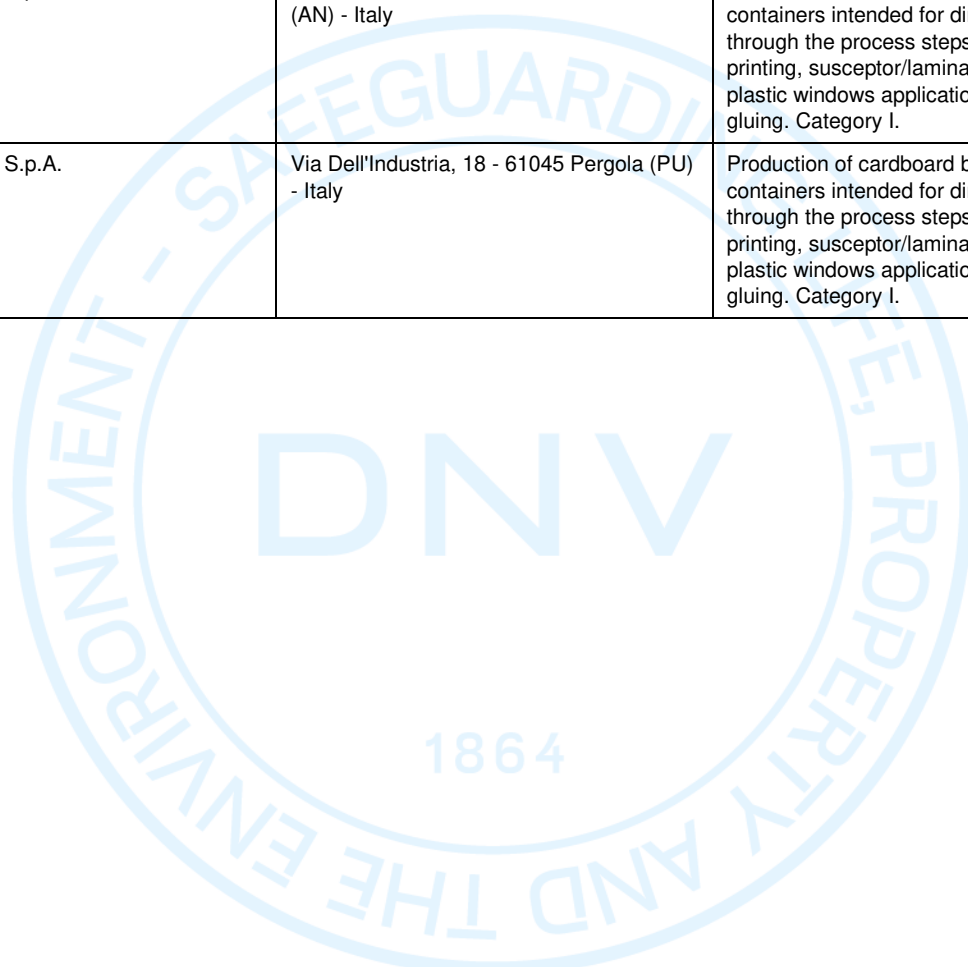 (AN) - Italy
containers intended for di
through the process steps
printing, susceptor/lamina
plastic windows applicatio
gluing. Category I.
S.p.A.
Via Dell'Industria, 18 - 61045 Pergola (PU)
- Italy
Production of cardboard b
containers intended for di
through the process steps
printing, susceptor/lamina
plastic windows applicatio
gluing. Category I.
SAFEGUARDING LIFE, PROPERTY AND THE ENVIRONMENT -
DNV
1864